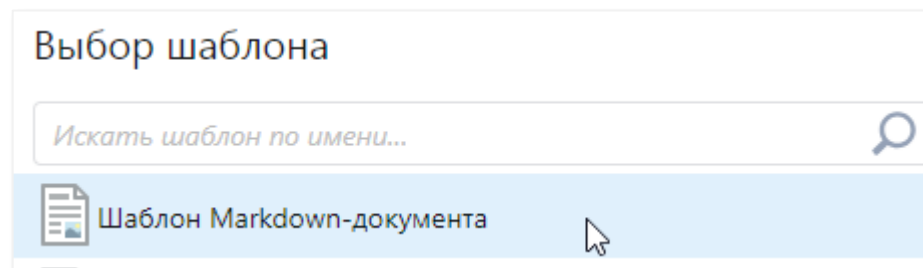 Выбор шаблона
Искать шаблон по имени...
Шаблон Markdown-документа